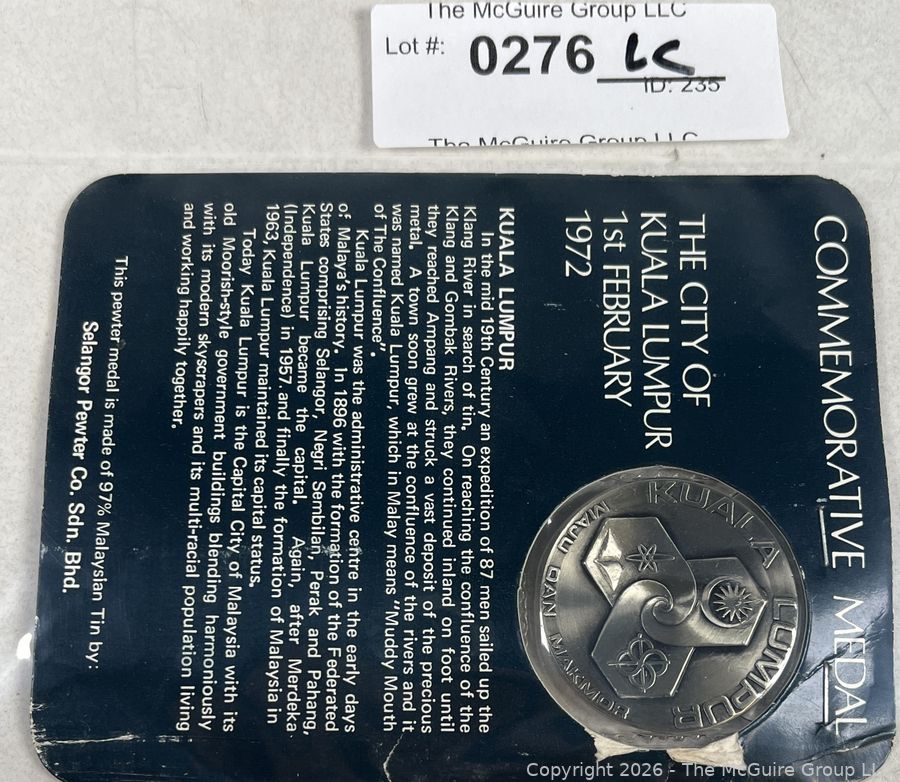 The McGuire Group LLC
Lot #: 0276 LC
ID: 235
The McGuire Group LLC
COMMEMORATIVE MEDAL
THE CITY OF
KUALA LUMPUR
1st FEBRUARY
1972
KUALA LUMPUR
MAJU DAN MAKMUR
KUALA LUMPUR
In the mid 19th Century an expedition of 87 men sailed up the
Klang River in search of tin. On reaching the confluence of the
Klang and Gombak Rivers, they continued inland on foot until
they reached Ampang and struck a vast deposit of the precious
metal. A town soon grew at the confluence of the rivers and it
was named Kuala Lumpur, which in Malay means "Muddy Mouth
of The Confluence".
Kuala Lumpur was the administrative centre in the early days
of Malaya's history. In 1896 with the formation of the Federated
States comprising Selangor, Negri Sembilan, Perak and Pahang,
Kuala Lumpur became the capital. Again, after Merdeka
(Independence) in 1957. and finally the formation of Malaysia in
1963, Kuala Lumpur maintained its capital status.
Today Kuala Lumpur is the Capital City of Malaysia with its
old Moorish-style government buildings blending harmoniously
with its modern skyscrapers and its multi-racial population living
and working happily together.
This pewter medal is made of 97% Malaysian Tin by:
Selangor Pewter Co. Sdn. Bhd.
Copyright 2026 - The McGuire Group LL